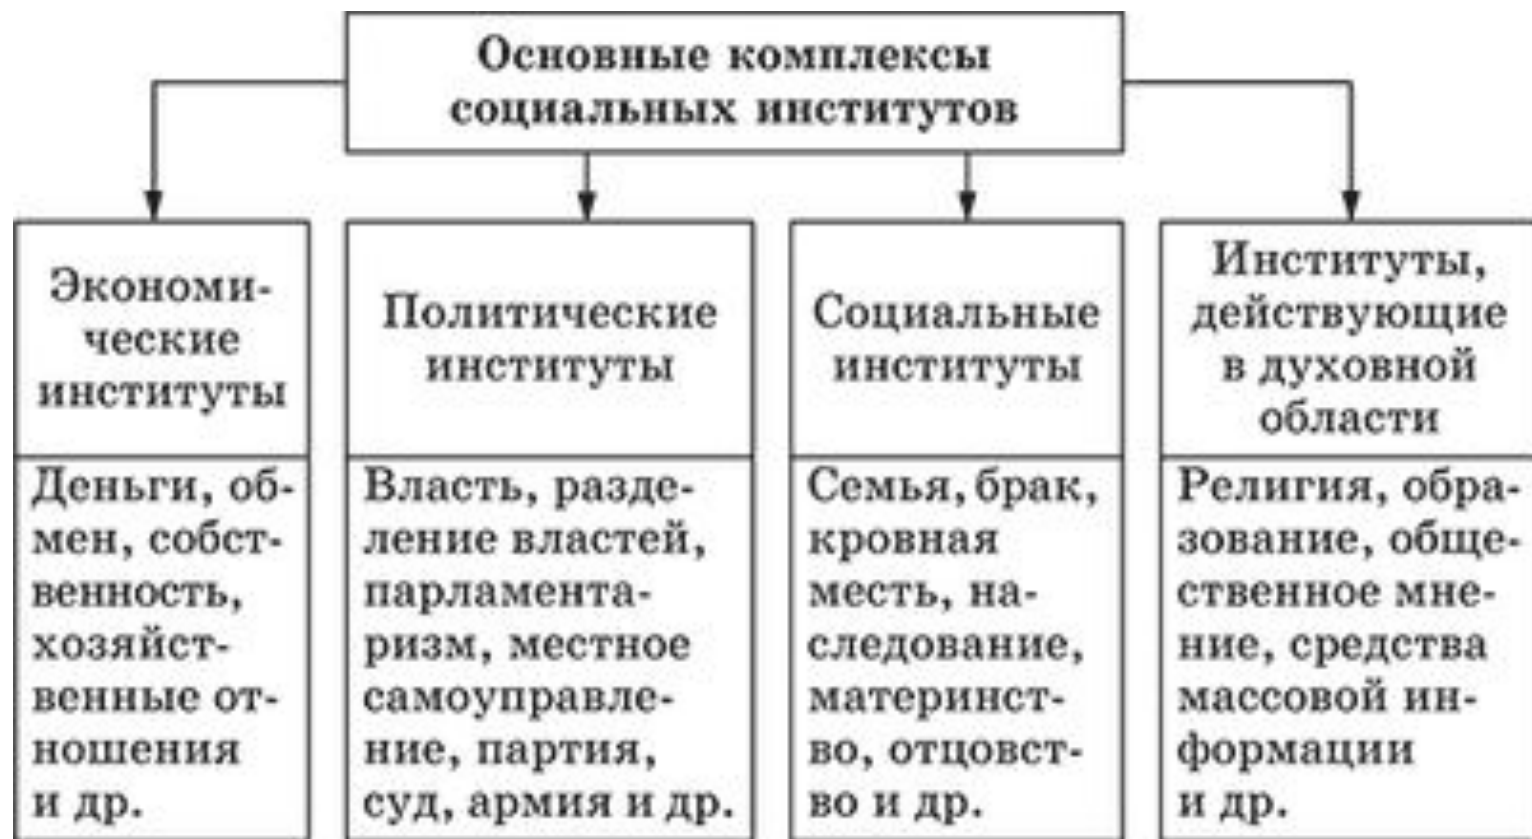 Основные комплексы
социальных институтов
Экономи-
ческие
институты
Деньги, об-
мен, собст-
венность,
хозяйст-
венные от-
ношения
и др.
Политические
институты
Власть, разде-
ление властей,
парламента-
ризм, местное
самоуправле-
ние, партия,
суд, армия и др.
Социальные
институты
Семья, брак,
кровная
месть, на-
следование,
материнст-
во, отцовст-
во и др.
Институты,
действующие
в духовной
области
Религия, обра-
зование, обще-
ственное мне-
ние, средства
массовой ин-
формации
и др.